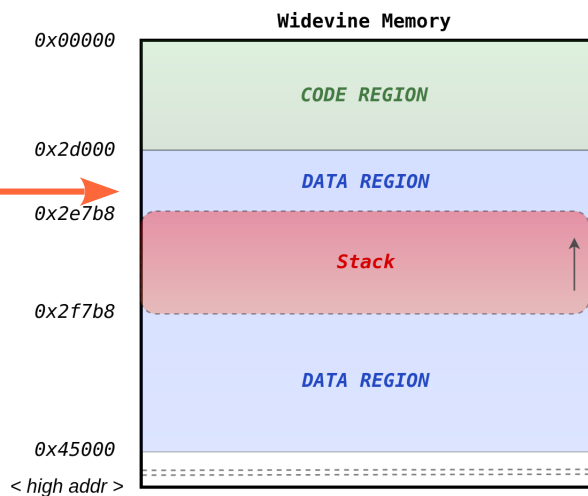 Widevine Memory
0x00000
CODE REGION
0x2d000
DATA REGION
0x2e7b8
Stack
0x2f7b8
DATA REGION
0x45000
< high addr >